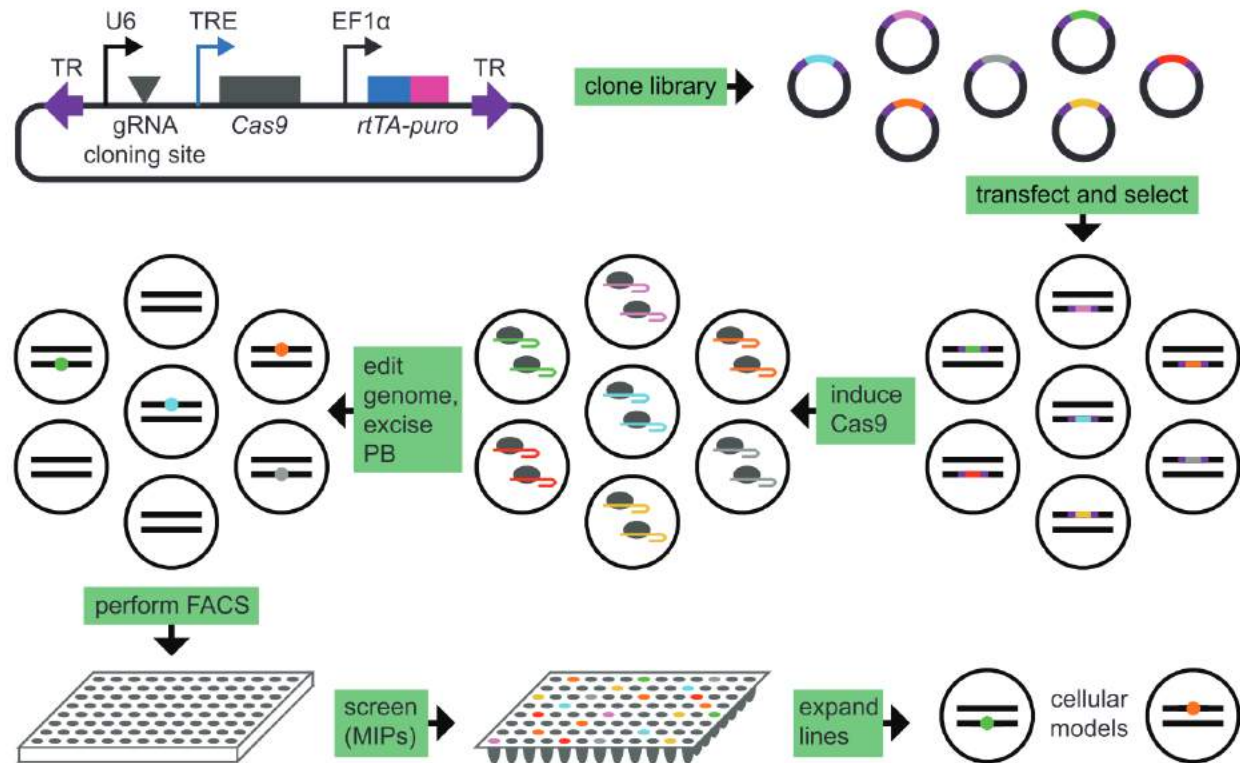 U6
TRE
EF1α
TR
TR
gRNA
cloning site
Cas9
rtTA-puro
clone library
transfect and select
induce
Cas9
edit
genome,
excise
PB
perform FACS
screen
(MIPs)
expand
lines
cellular
models